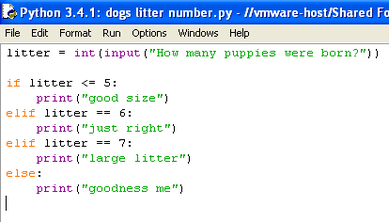 Python 3.4.1: dogs litter number.py - //vmware-host/Shared Fo
File Edit Format Run Options Windows Help
litter = int(input("How many puppies were born?"))
if litter <= 5:
    print("good size")
elif litter == 6:
    print("just right")
elif litter == 7:
    print("large litter")
else:
    print("goodness me")